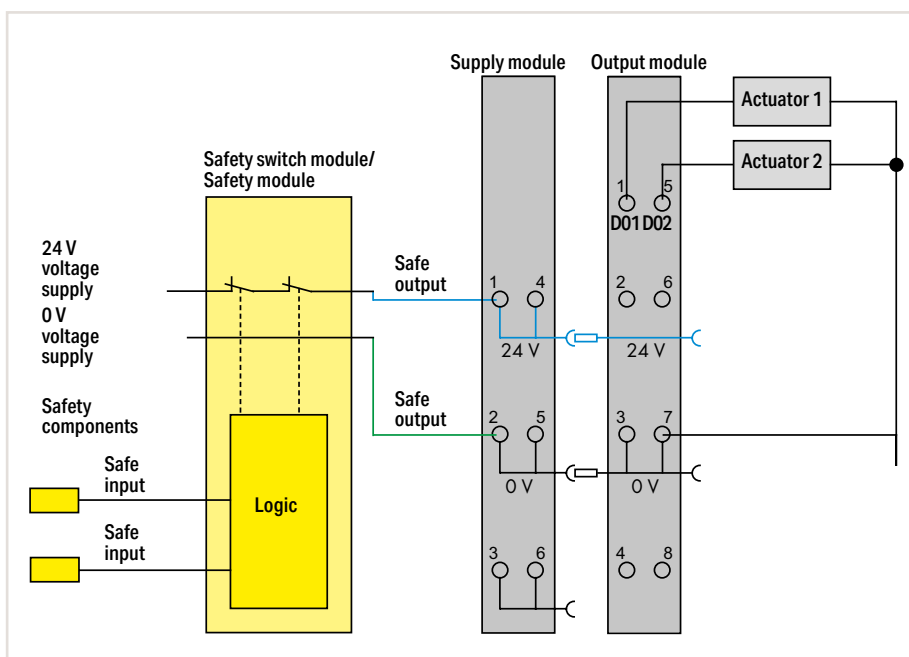 Supply module
Output module
Actuator 1
Actuator 2
Safety switch module/
Safety module
1
5
D01
D02
24 V
voltage
supply
Safe
output
1
4
2
6
0 V
voltage
supply
24 V
24 V
Safety
components
Safe
output
2
5
3
7
Safe
input
0 V
0 V
Logic
Safe
input
3
6
4
8